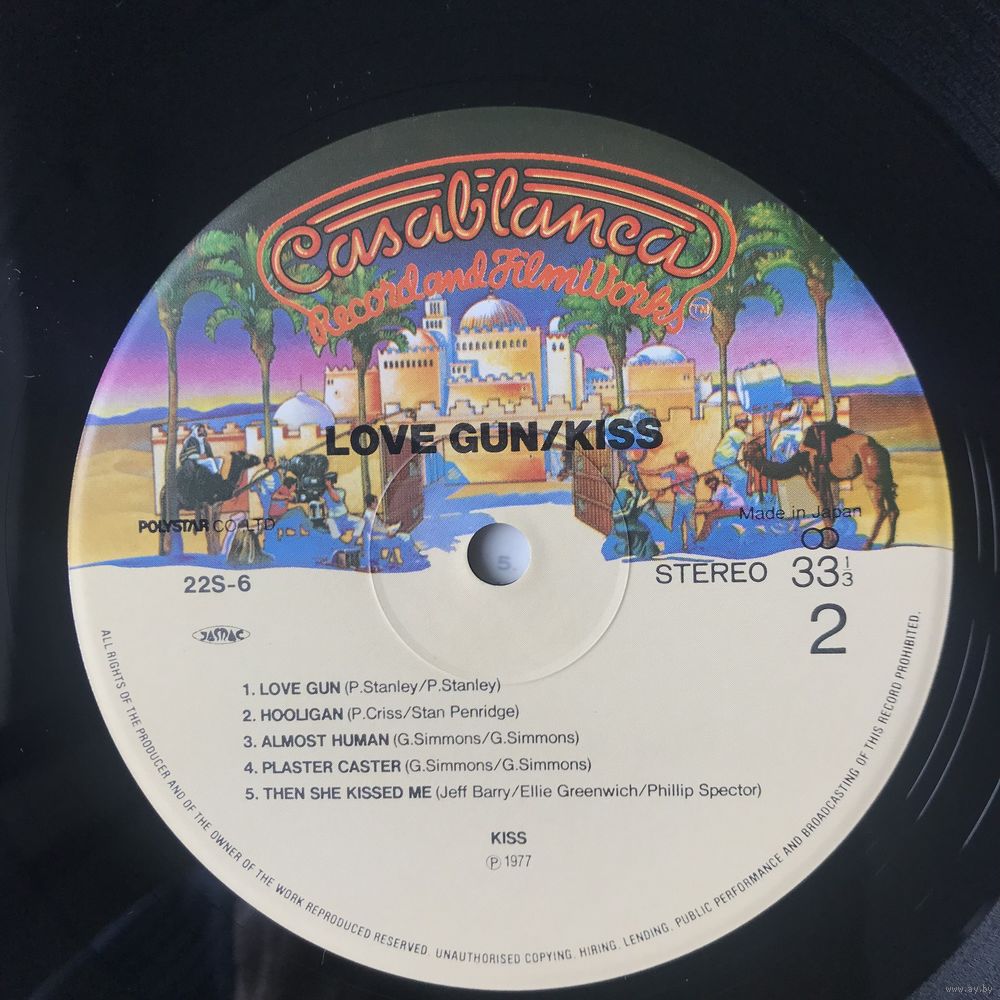 Casablanca
Record and FilmWorks TM
LOVE GUN/KISS
POLYSTAR CO. LTD.
Made in Japan
22S-6
STEREO 33 1/3
2
JASRAC
5.
1. LOVE GUN (P.Stanley/P.Stanley)
2. HOOLIGAN (P.Criss/Stan Penridge)
3. ALMOST HUMAN (G.Simmons/G.Simmons)
4. PLASTER CASTER (G.Simmons/G.Simmons)
5. THEN SHE KISSED ME (Jeff Barry/Ellie Greenwich/Phillip Spector)
KISS
℗ 1977
ALL RIGHTS OF THE PRODUCER AND OF THE OWNER OF THE WORK REPRODUCED RESERVED. UNAUTHORISED COPYING. HIRING. LENDING. PUBLIC PERFORMANCE AND BROADCASTING OF THIS RECORD PROHIBITED.
www.ay.by